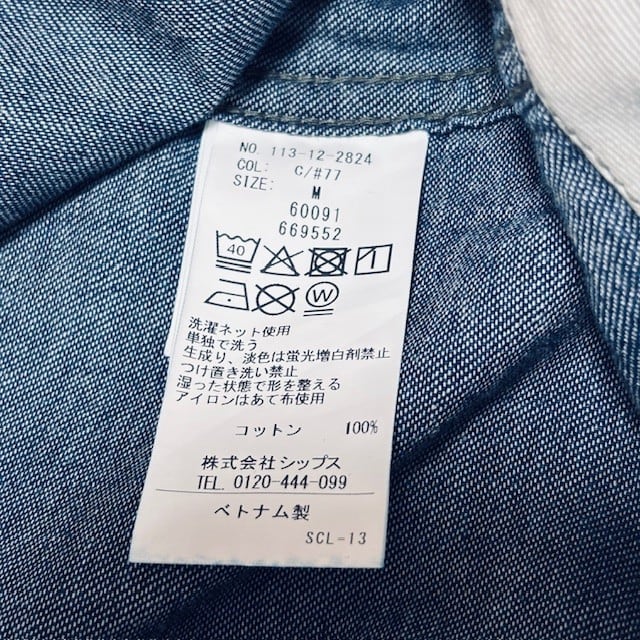 NO. 113-12-2824
COL: C/#77
SIZE: M
60091
669552
40
W
洗濯ネット使用
単独で洗う
生成り、淡色は蛍光増白剤禁止
つけ置き洗い禁止
湿った状態で形を整える
アイロンはあて布使用
コットン 100%
株式会社シップス
TEL. 0120-444-099
ベトナム製
SCL=13